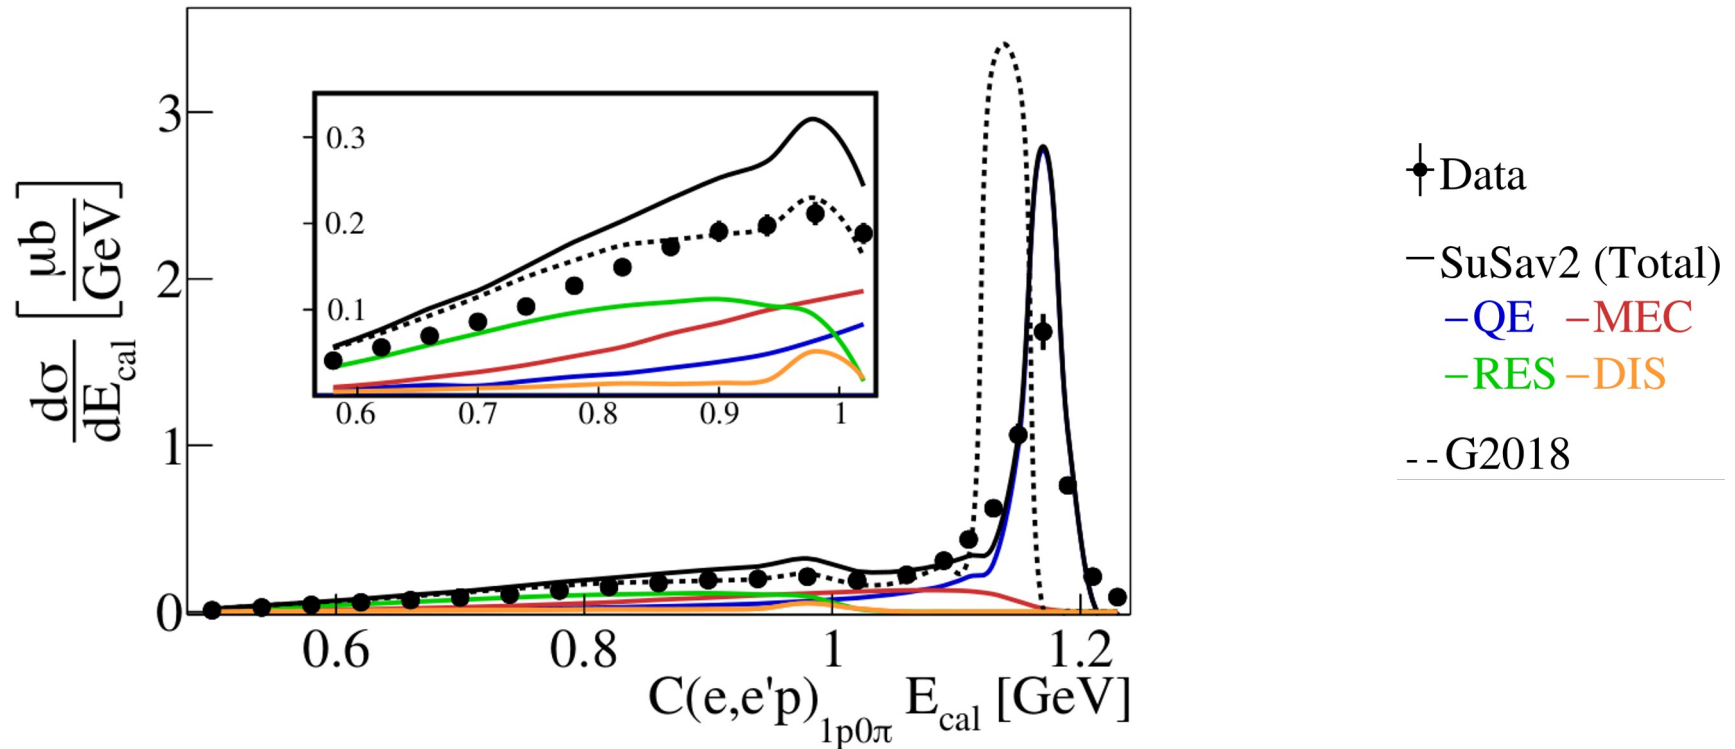 dσ/dE_cal [μb/GeV]
3
2
1
0
0.3
0.2
0.1
0.6 0.7 0.8 0.9 1
0.6 0.8 1 1.2
C(e,e'p)_1p0π E_cal [GeV]
Data
SuSav2 (Total)
QE MEC
RES DIS
G2018